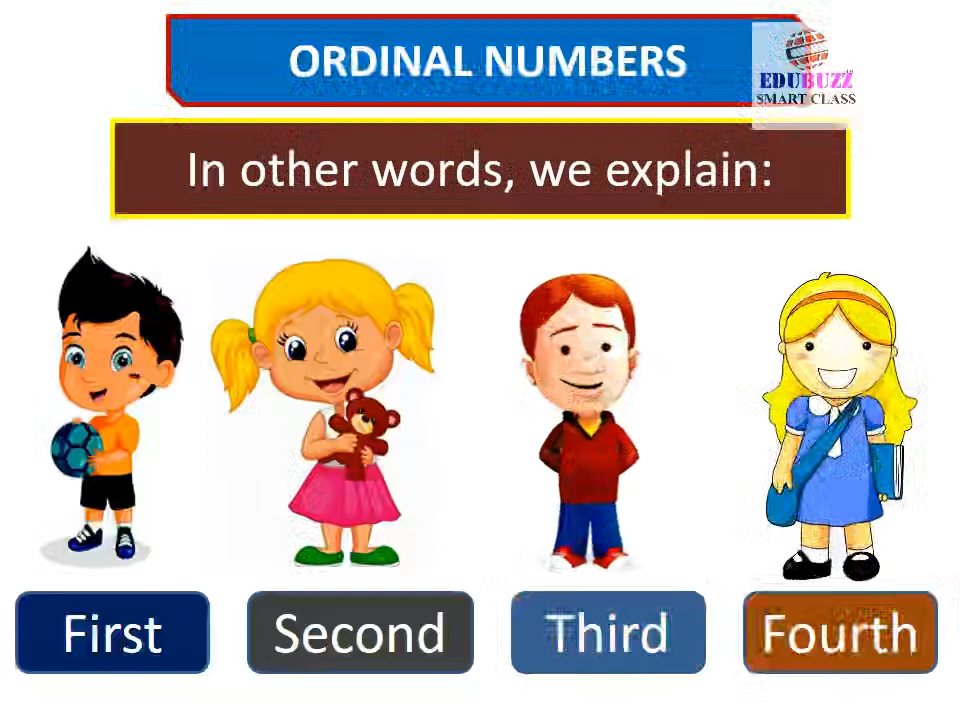 ORDINAL NUMBERS
EDUBUZZ
SMART CLASS
In other words, we explain:
First
Second
Third
Fourth